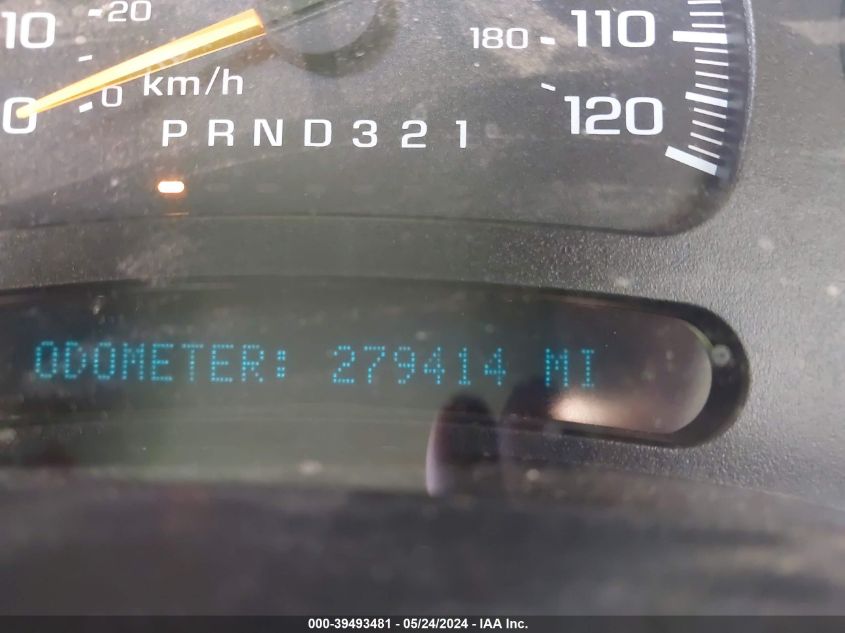 10 20 180 110
0 0 km/h 120
P R N D 3 2 1
ODOMETER: 279414 MI
000-39493481 - 05/24/2024 - IAA Inc.